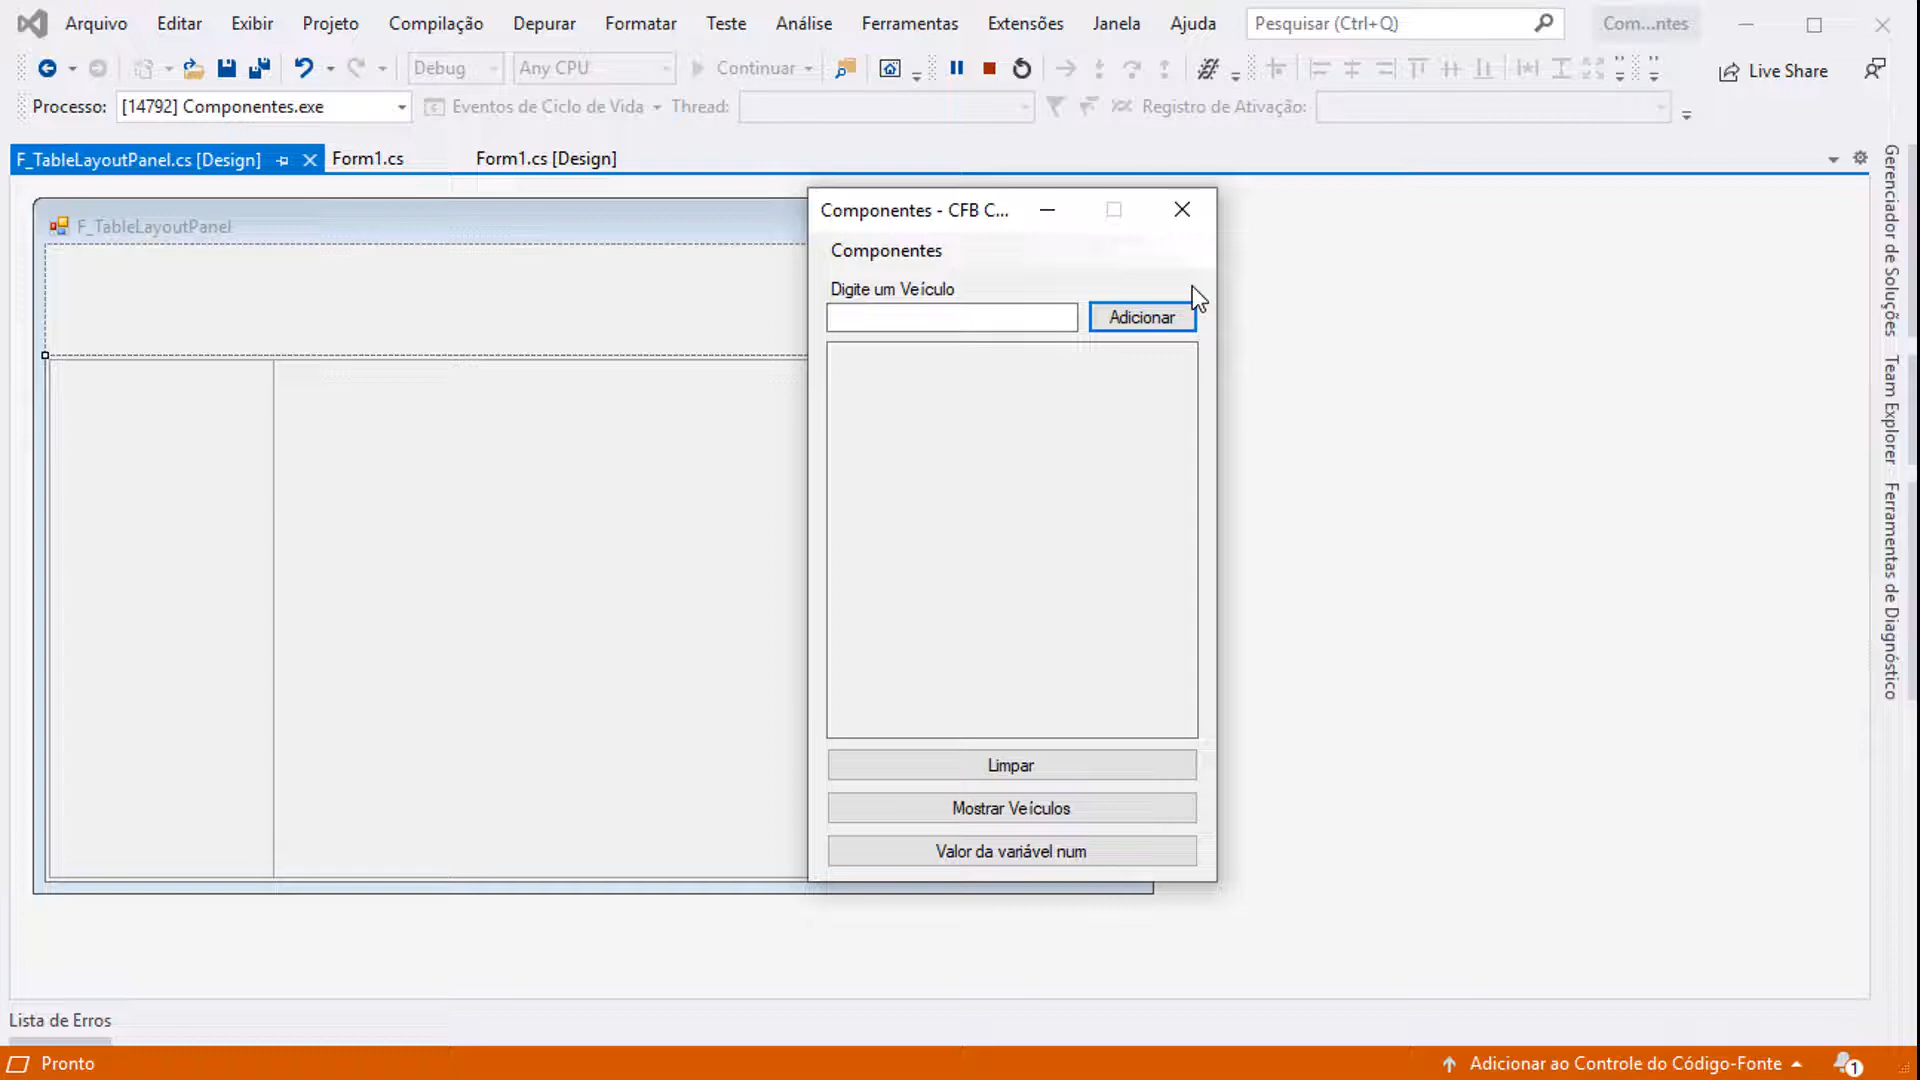 Arquivo Editar Exibir Projeto Compilação Depurar Formatar Teste Análise Ferramentas Extensões Janela Ajuda Pesquisar (Ctrl+Q) Com...ntes
Debug Any CPU Continuar Live Share
Processo: [14792] Componentes.exe Eventos de Ciclo de Vida Thread: Registro de Ativação:
F_TableLayoutPanel.cs [Design] Form1.cs Form1.cs [Design]
F_TableLayoutPanel
Componentes - CFB C...
Componentes
Digite um Veículo
Adicionar
Limpar
Mostrar Veículos
Valor da variável num
Gerenciador de Soluções
Team Explorer
Ferramentas de Diagnóstico
Lista de Erros
Pronto Adicionar ao Controle do Código-Fonte 1